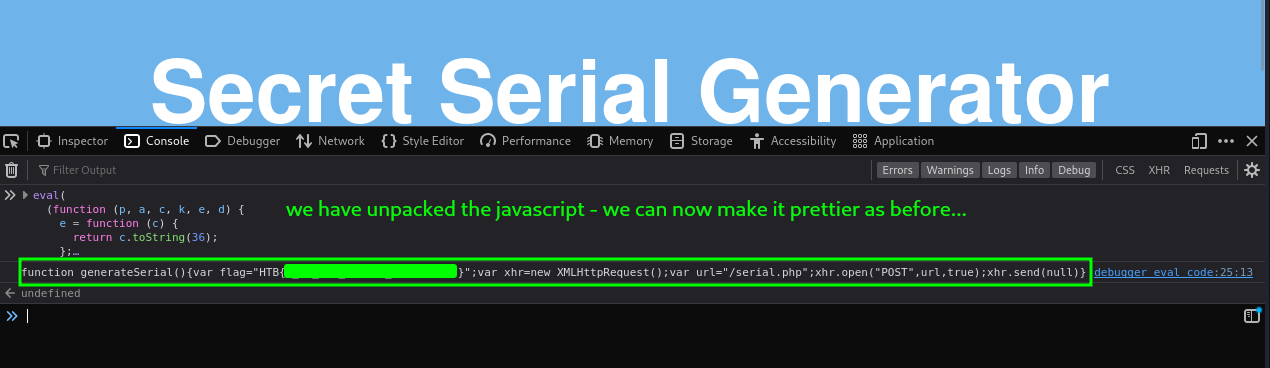 Secret Serial Generator
Inspector Console Debugger Network Style Editor Performance Memory Storage Accessibility Application
Filter Output Errors Warnings Logs Info Debug CSS XHR Requests
eval(
(function (p, a, c, k, e, d) {
we have unpacked the javascript - we can now make it prettier as before...
e = function (c) {
return c.toString(36);
};…
function generateSerial(){var flag="HTB{ }";var xhr=new XMLHttpRequest();var url="/serial.php";xhr.open("POST",url,true);xhr.send(null)} debugger eval code:25:13
undefined